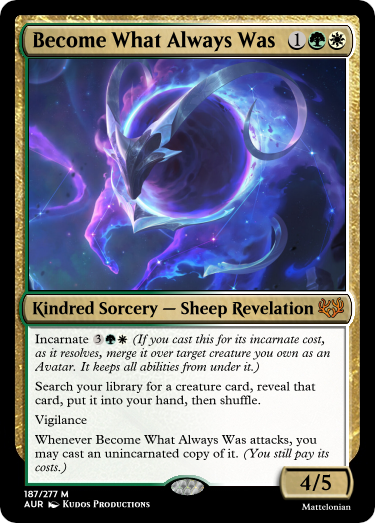 Become What Always Was 1
Kindred Sorcery — Sheep Revelation
Incarnate 3 (If you cast this for its incarnate cost,
as it resolves, merge it over target creature you own as an
Avatar. It keeps all abilities from under it.)
Search your library for a creature card, reveal that
card, put it into your hand, then shuffle.
Vigilance
Whenever Become What Always Was attacks, you
may cast an unincarnated copy of it. (You still pay its
costs.)
4/5
187/277 M
AUR Kudos Productions
Mattelonian